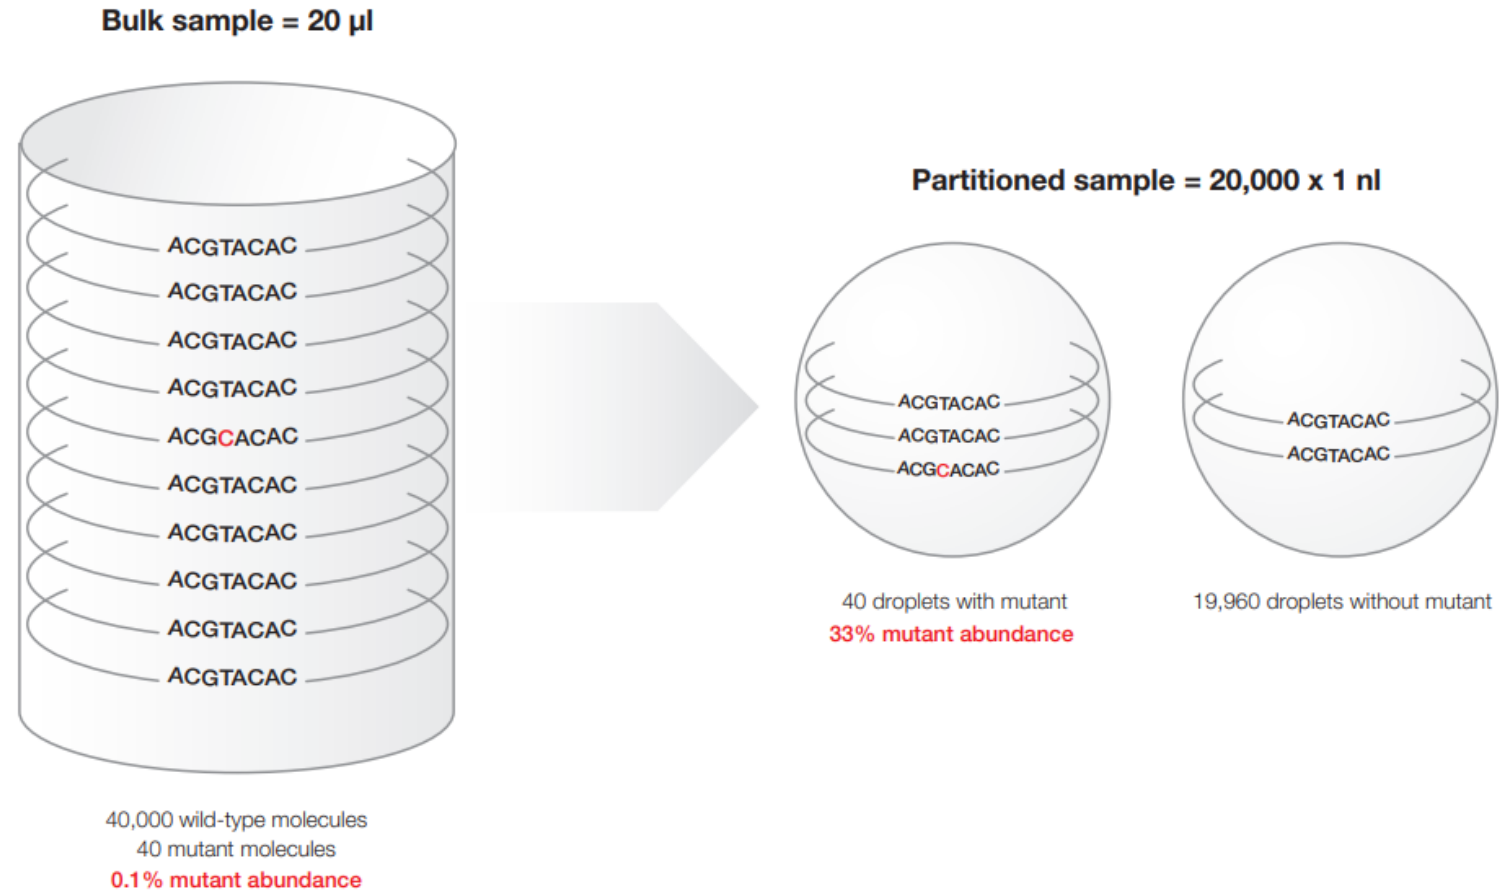 Bulk sample = 20 µl
ACGTACAC
ACGTACAC
ACGTACAC
ACGTACAC
ACGCACAC
ACGTACAC
ACGTACAC
ACGTACAC
ACGTACAC
ACGTACAC
40,000 wild-type molecules
40 mutant molecules
0.1% mutant abundance
Partitioned sample = 20,000 x 1 nl
ACGTACAC
ACGTACAC
ACGCACAC
40 droplets with mutant
33% mutant abundance
ACGTACAC
ACGTACAC
19,960 droplets without mutant